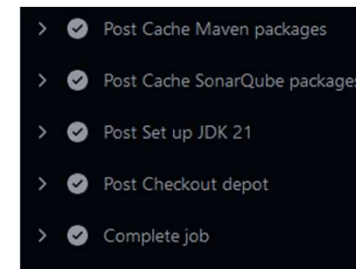 Post Cache Maven packages
Post Cache SonarQube packages
Post Set up JDK 21
Post Checkout depot
Complete job